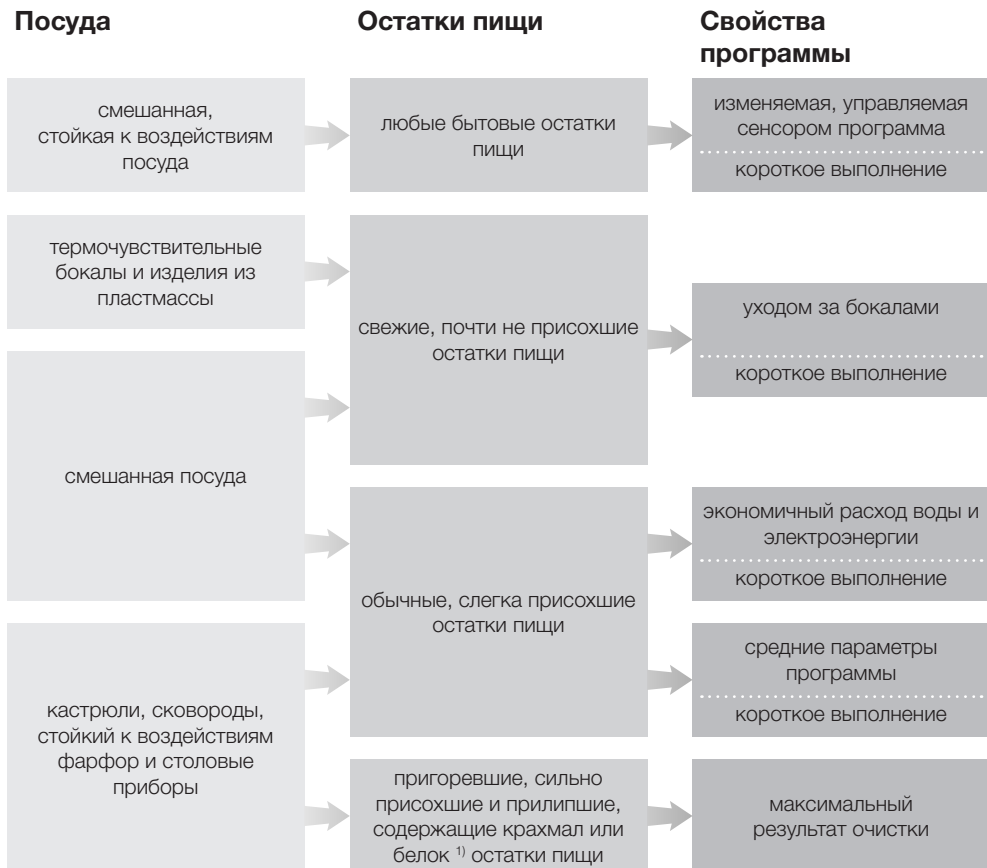 Посуда
Остатки пищи
Свойства
программы
смешанная,
стойкая к воздействиям
посуда
любые бытовые остатки
пищи
изменяемая, управляемая
сенсором программа
короткое выполнение
термочувствительные
бокалы и изделия из
пластмассы
свежие, почти не присохшие
остатки пищи
уходом за бокалами
короткое выполнение
смешанная посуда
экономичный расход воды и
электроэнергии
короткое выполнение
обычные, слегка присохшие
остатки пищи
средние параметры
программы
короткое выполнение
кастрюли, сковороды,
стойкий к воздействиям
фарфор и столовые
приборы
пригоревшие, сильно
присохшие и прилипшие,
содержащие крахмал или
белок 1) остатки пищи
максимальный
результат очистки